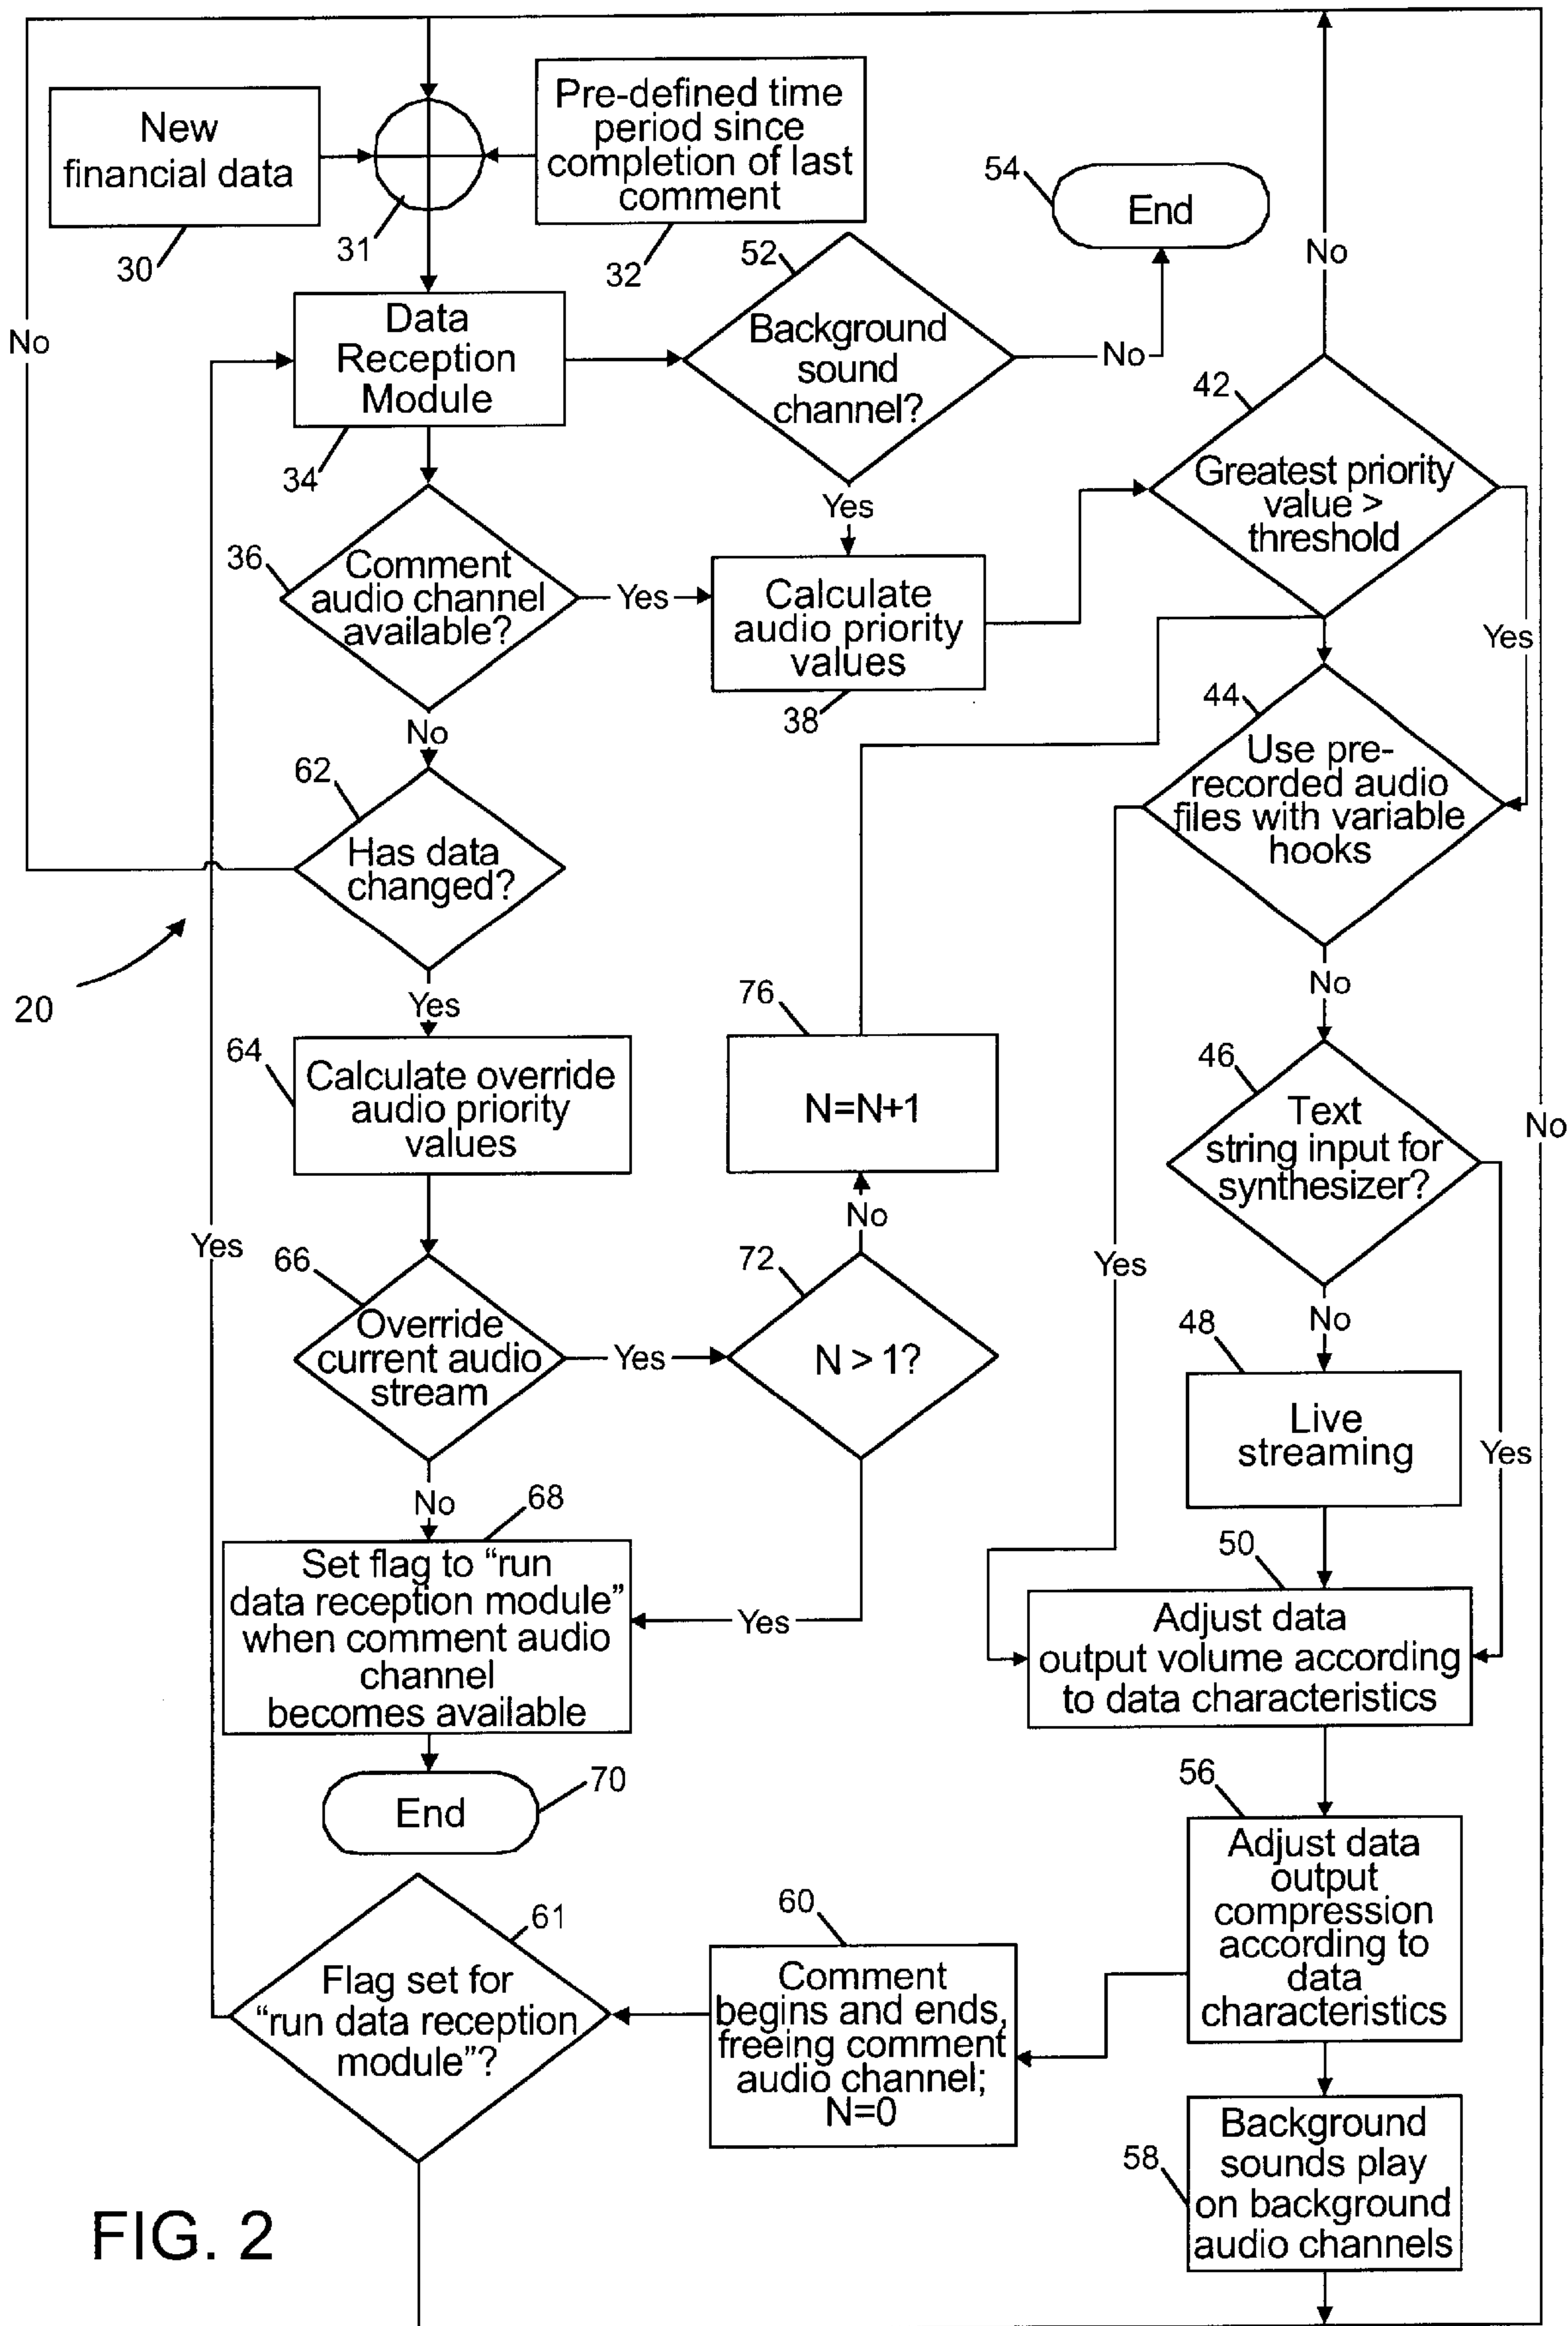 New
financial data
30
31
Pre-defined time
period since
completion of last
comment
32
54
End
No
No
Data
Reception
Module
34
52
Background
sound
channel?
No
Yes
42
Greatest priority
value >
threshold
Yes
36
Comment
audio channel
available?
Yes
No
Calculate
audio priority
values
38
44
Use pre-
recorded audio
files with variable
hooks
No
Yes
62
Has data
changed?
Yes
20
64
Calculate override
audio priority
values
76
N=N+1
No
46
Text
string input for
synthesizer?
No
Yes
No
Yes
66
Override
current audio
stream
Yes
No
72
N > 1?
Yes
48
Live
streaming
68
Set flag to “run
data reception module”
when comment audio
channel
becomes available
50
Adjust data
output volume according
to data characteristics
70
End
56
Adjust data
output
compression
according to
data
characteristics
61
Flag set for
“run data reception
module”?
60
Comment
begins and ends,
freeing comment
audio channel;
N=0
58
Background
sounds play
on background
audio channels
FIG. 2